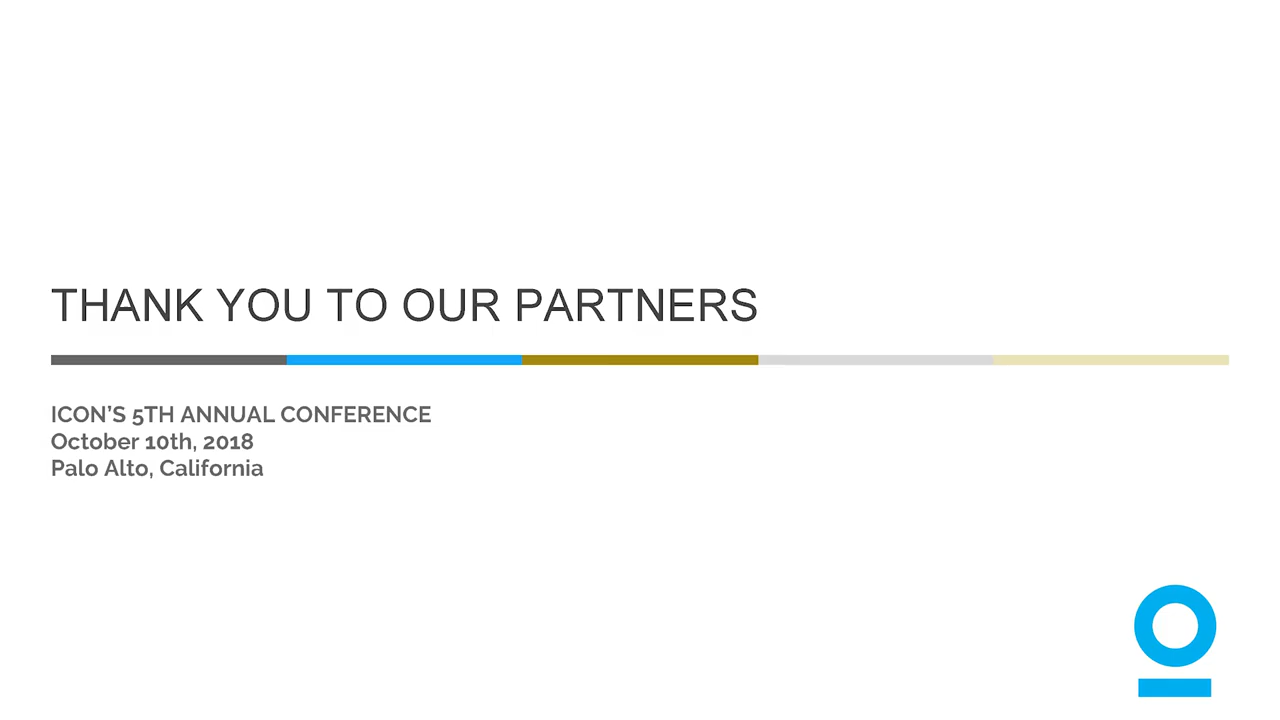 THANK YOU TO OUR PARTNERS
ICON’S 5TH ANNUAL CONFERENCE
October 10th, 2018
Palo Alto, California